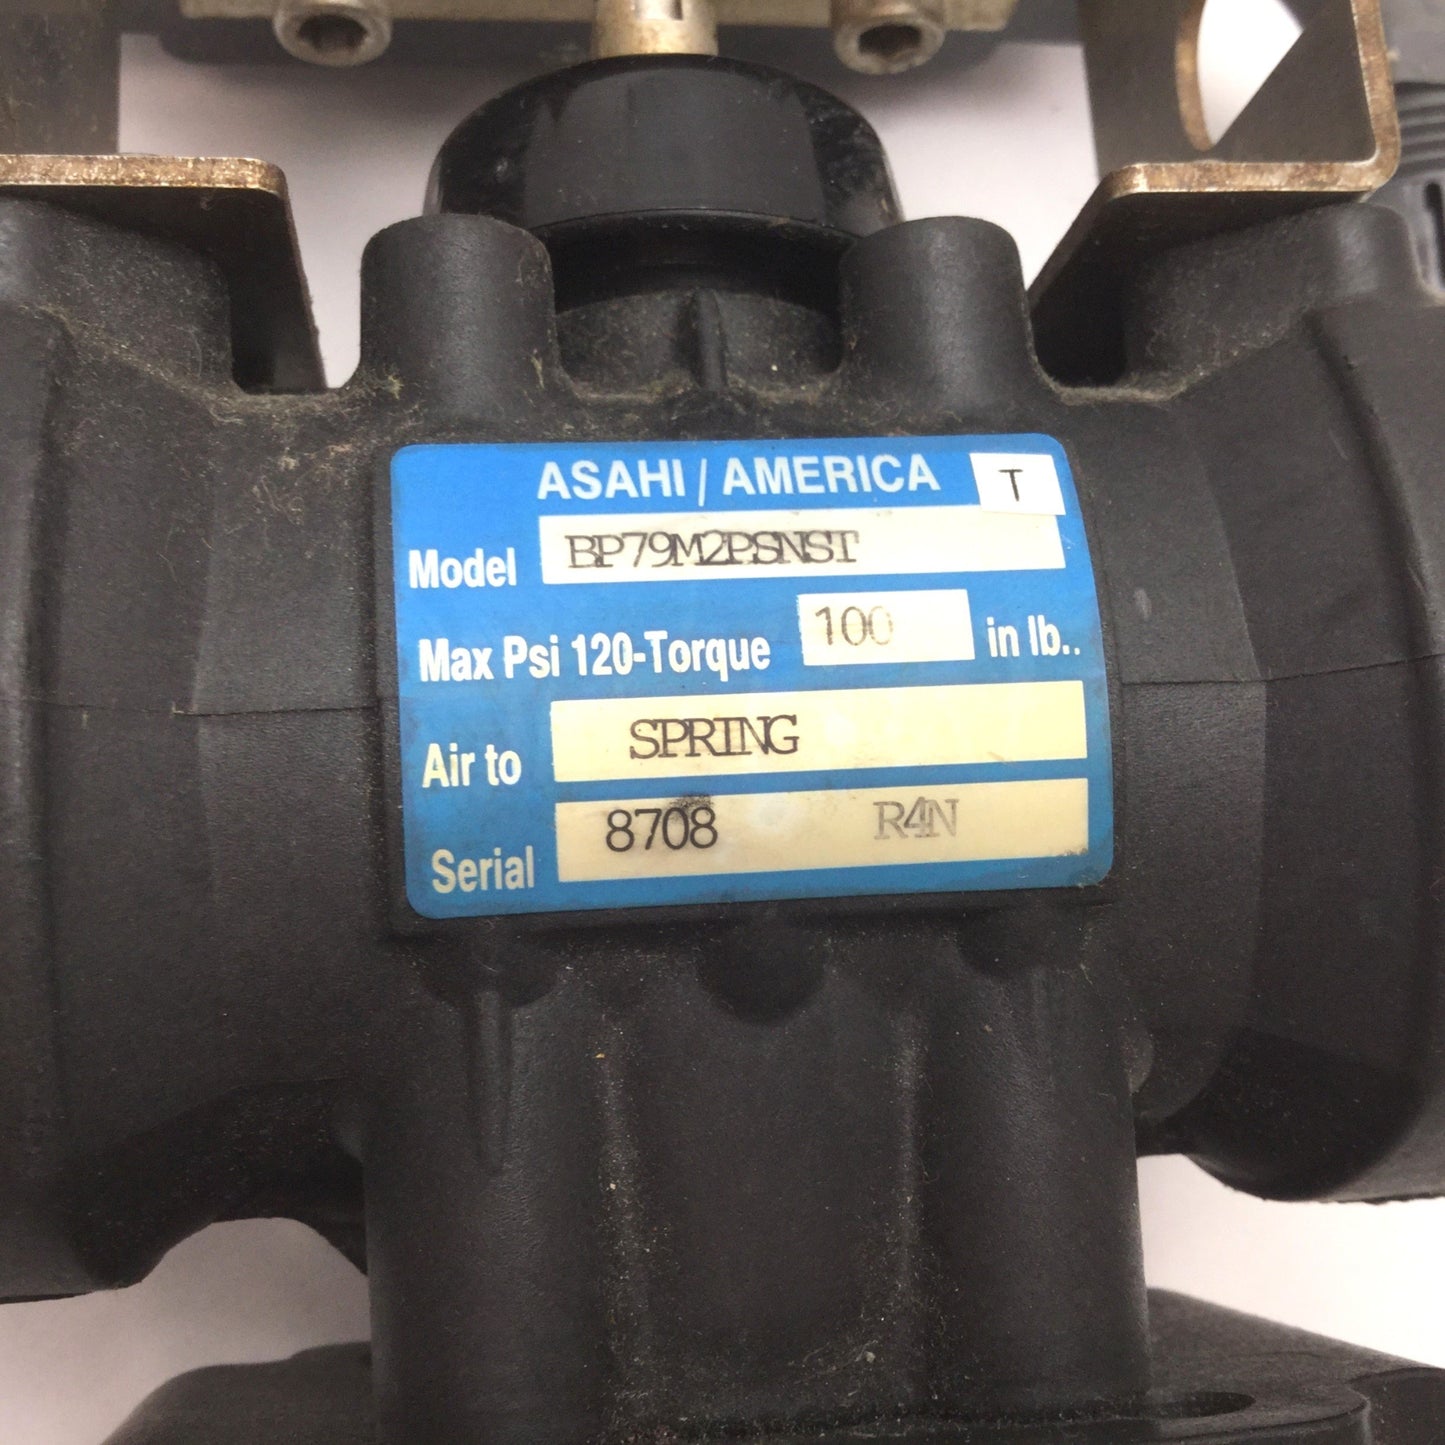 ASAHI / AMERICA T
Model BP79M2PSNST
Max Psi 120-Torque 100 in lb..
Air to SPRING
Serial 8708 R4N